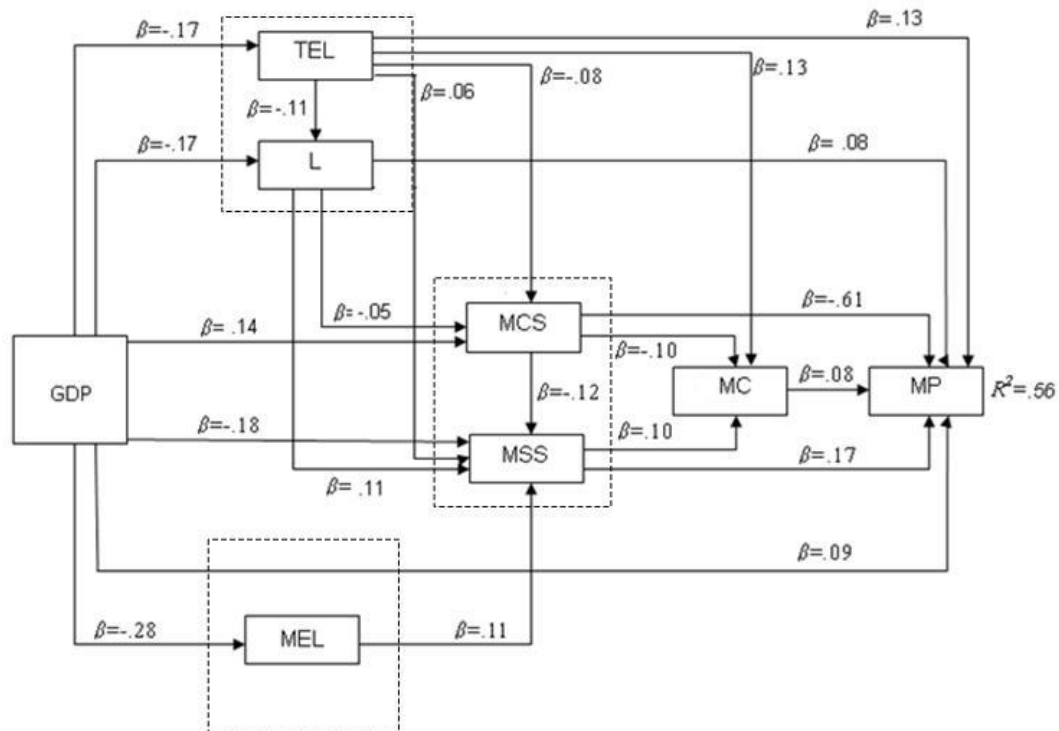 β=-.17
TEL
β= .13
β=-.08
β=.13
β=.06
β=-.11
β=-.17
L
β= .08
β=-.05
MCS
β=-.61
β= .14
β=-.10
GDP
MC
β=.08
MP
R²=.56
β=-.12
β=-.18
β=.10
MSS
β= .11
β=.17
β=.09
β=-.28
MEL
β=.11